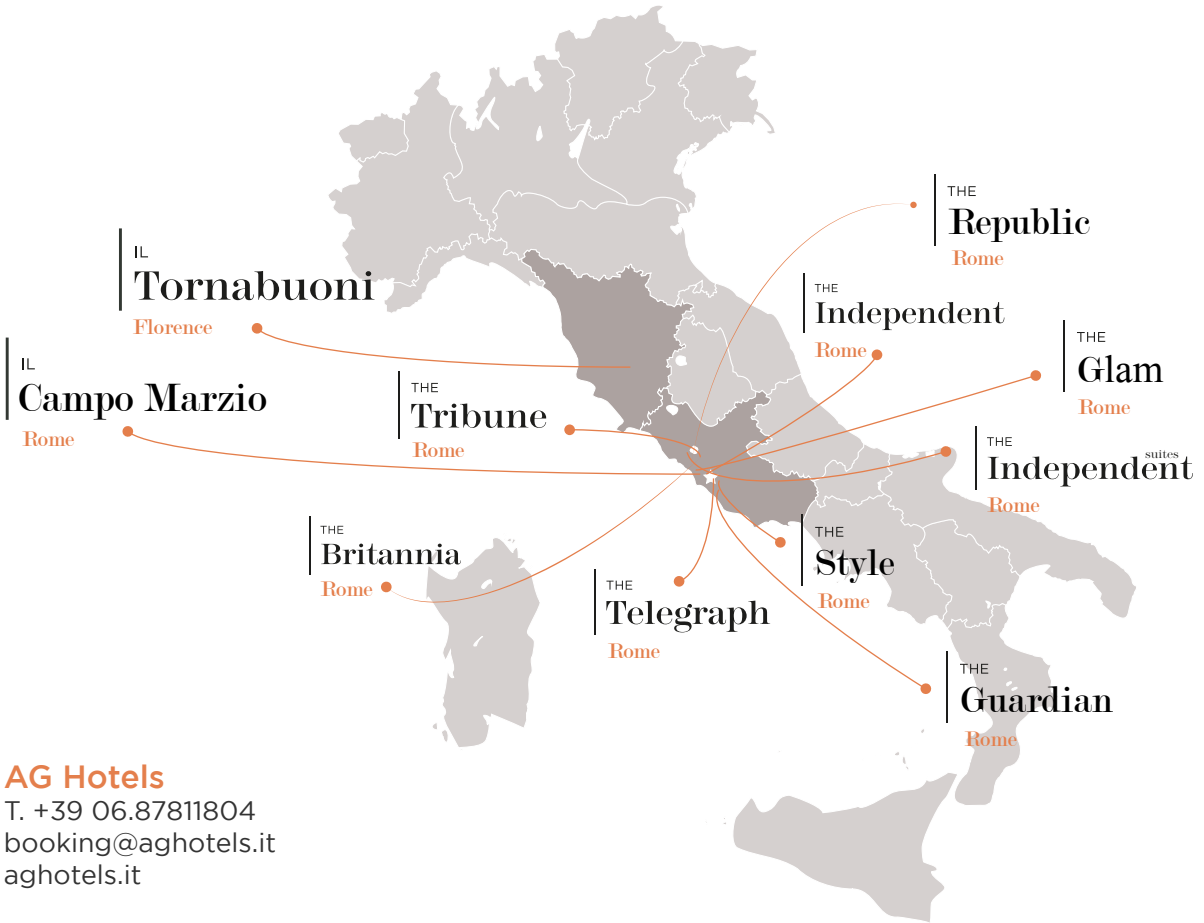 THE
Republic
Rome
IL
Tornabuoni
Florence
THE
Independent
Rome
THE
Glam
Rome
IL
Campo Marzio
Rome
THE
Tribune
Rome
THE
suites
Independent
Rome
THE
Britannia
Rome
THE
Style
Rome
THE
Telegraph
Rome
THE
Guardian
Rome
AG Hotels
T. +39 06.87811804
booking@aghotels.it
aghotels.it